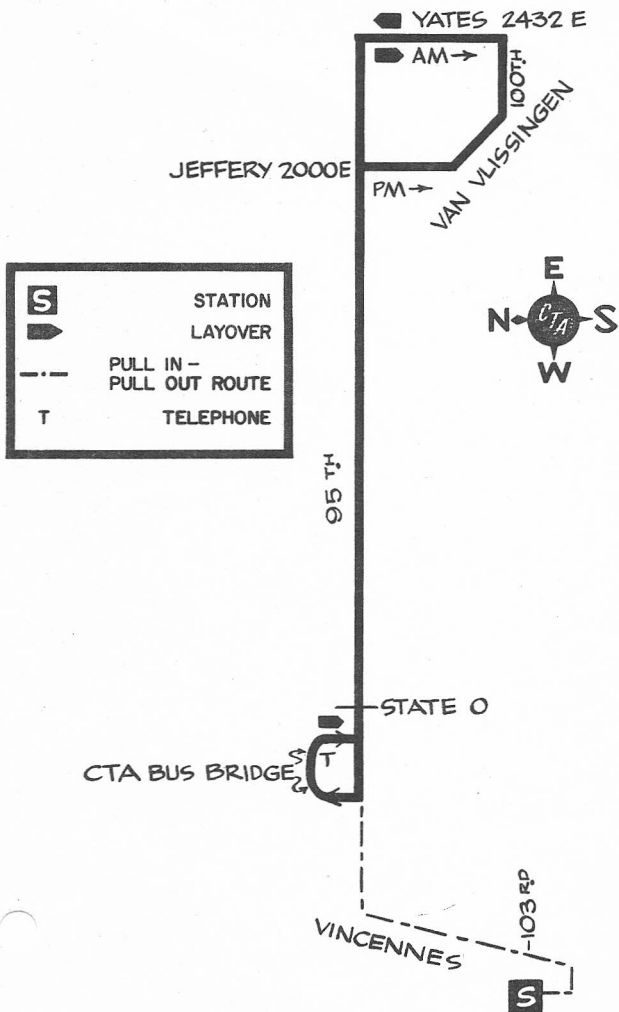 YATES 2432 E
AM→
100TH
VAN VLISSINGEN
JEFFERY 2000E
PM→
S STATION
LAYOVER
PULL IN –
PULL OUT ROUTE
T TELEPHONE
E
N CTA S
W
95TH
STATE 0
T
CTA BUS BRIDGE
103RD
VINCENNES
S